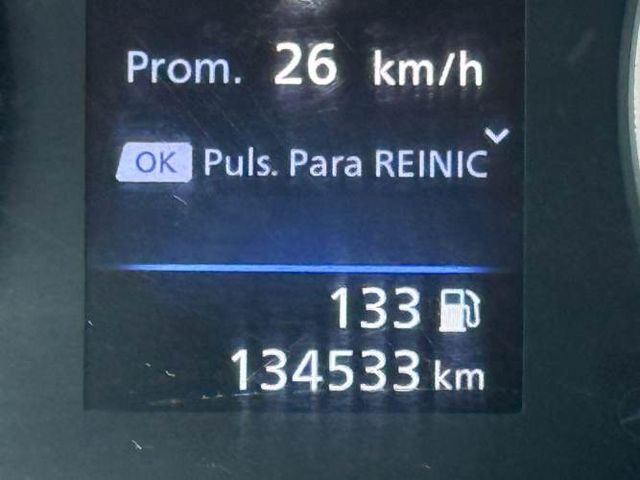 Prom. 26 km/h
OK Puls. Para REINIC
133
134533 km